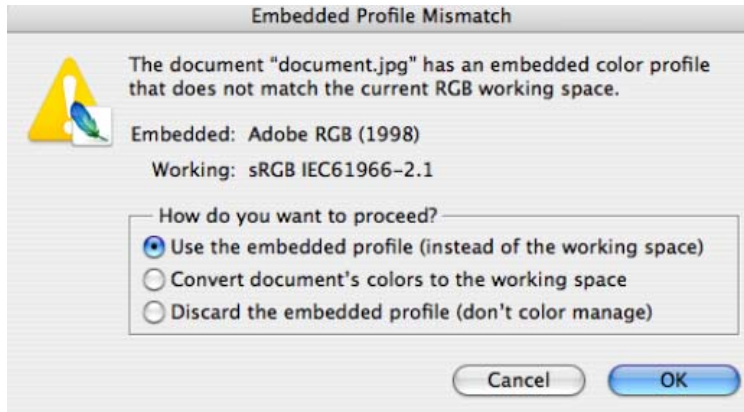 Embedded Profile Mismatch
The document “document.jpg” has an embedded color profile
that does not match the current RGB working space.
Embedded: Adobe RGB (1998)
Working: sRGB IEC61966–2.1
How do you want to proceed?
Use the embedded profile (instead of the working space)
Convert document's colors to the working space
Discard the embedded profile (don't color manage)
Cancel OK